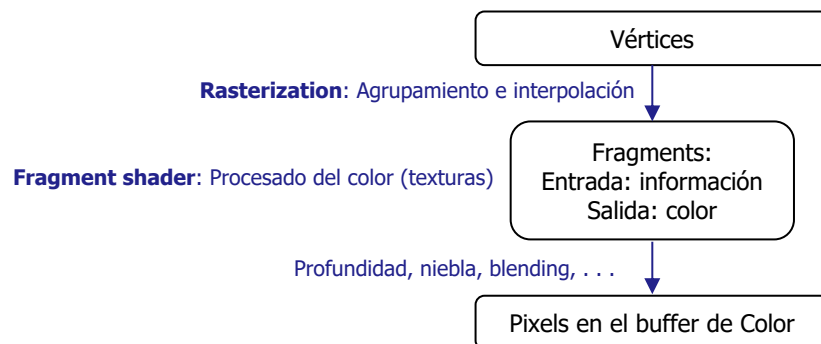 Vértices
Rasterization: Agrupamiento e interpolación
Fragments:
Entrada: información
Salida: color
Fragment shader: Procesado del color (texturas)
Profundidad, niebla, blending, . . .
Pixels en el buffer de Color